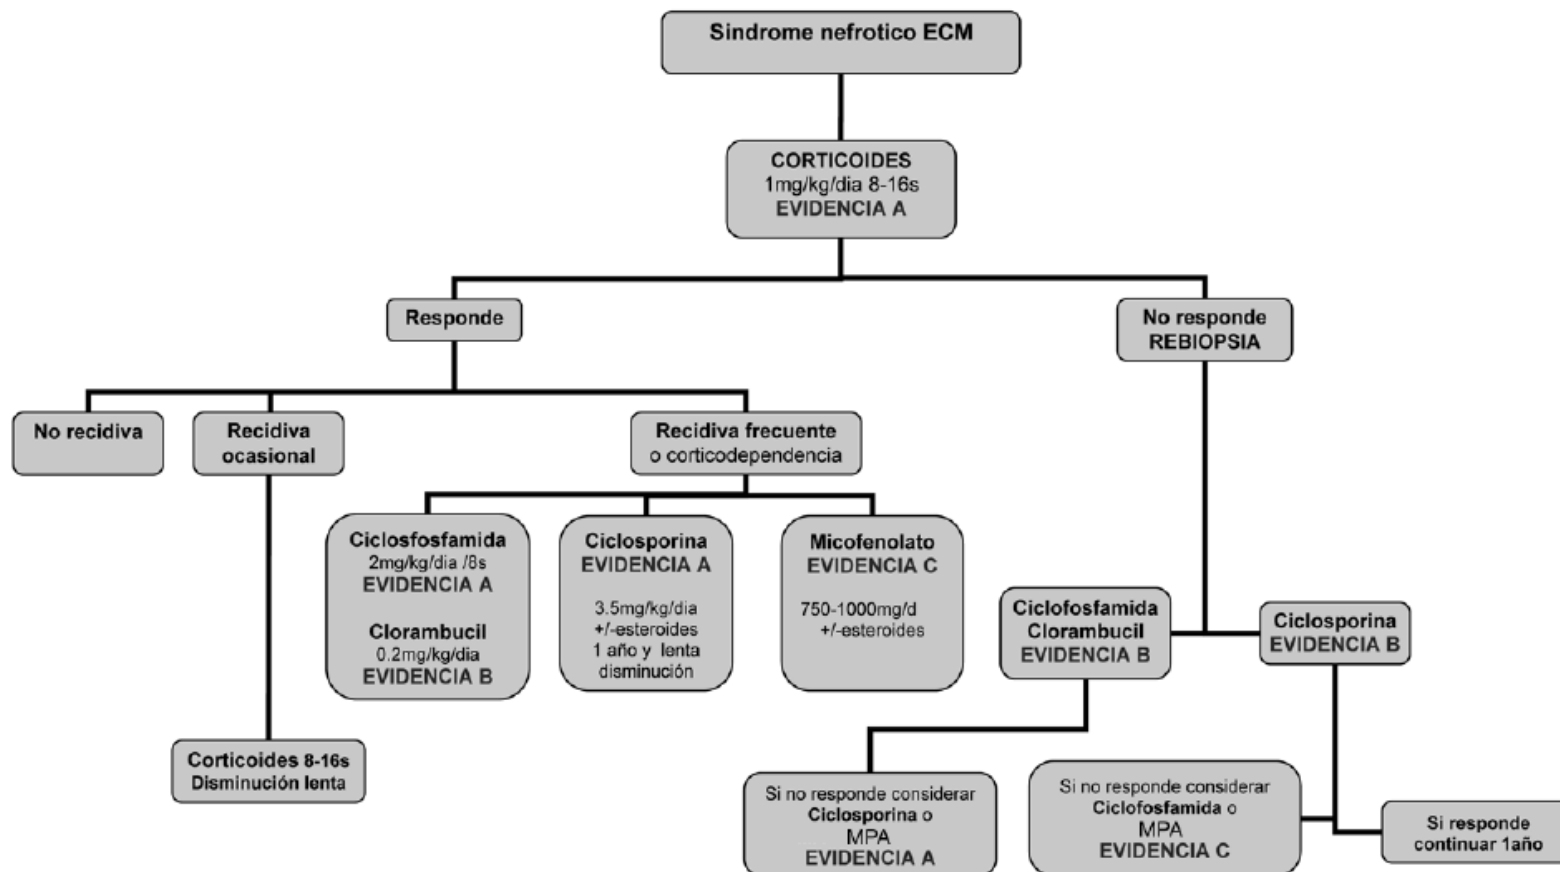 Sindrome nefrotico ECM
CORTICOIDES
1mg/kg/dia 8-16s
EVIDENCIA A
Responde
No responde
REBIOPSIA
No recidiva
Recidiva
ocasional
Recidiva frecuente
o corticodependencia
Ciclosfosfamida
2mg/kg/dia /8s
EVIDENCIA A
Clorambucil
0.2mg/kg/dia
EVIDENCIA B
Ciclosporina
EVIDENCIA A
3.5mg/kg/dia
+/-esteroides
1 año y lenta
disminución
Micofenolato
EVIDENCIA C
750-1000mg/d
+/-esteroides
Ciclofosfamida
Clorambucil
EVIDENCIA B
Ciclosporina
EVIDENCIA B
Corticoides 8-16s
Disminución lenta
Si no responde considerar
Ciclosporina o
MPA
EVIDENCIA A
Si no responde considerar
Ciclofosfamida o
MPA
EVIDENCIA C
Si responde
continuar 1año